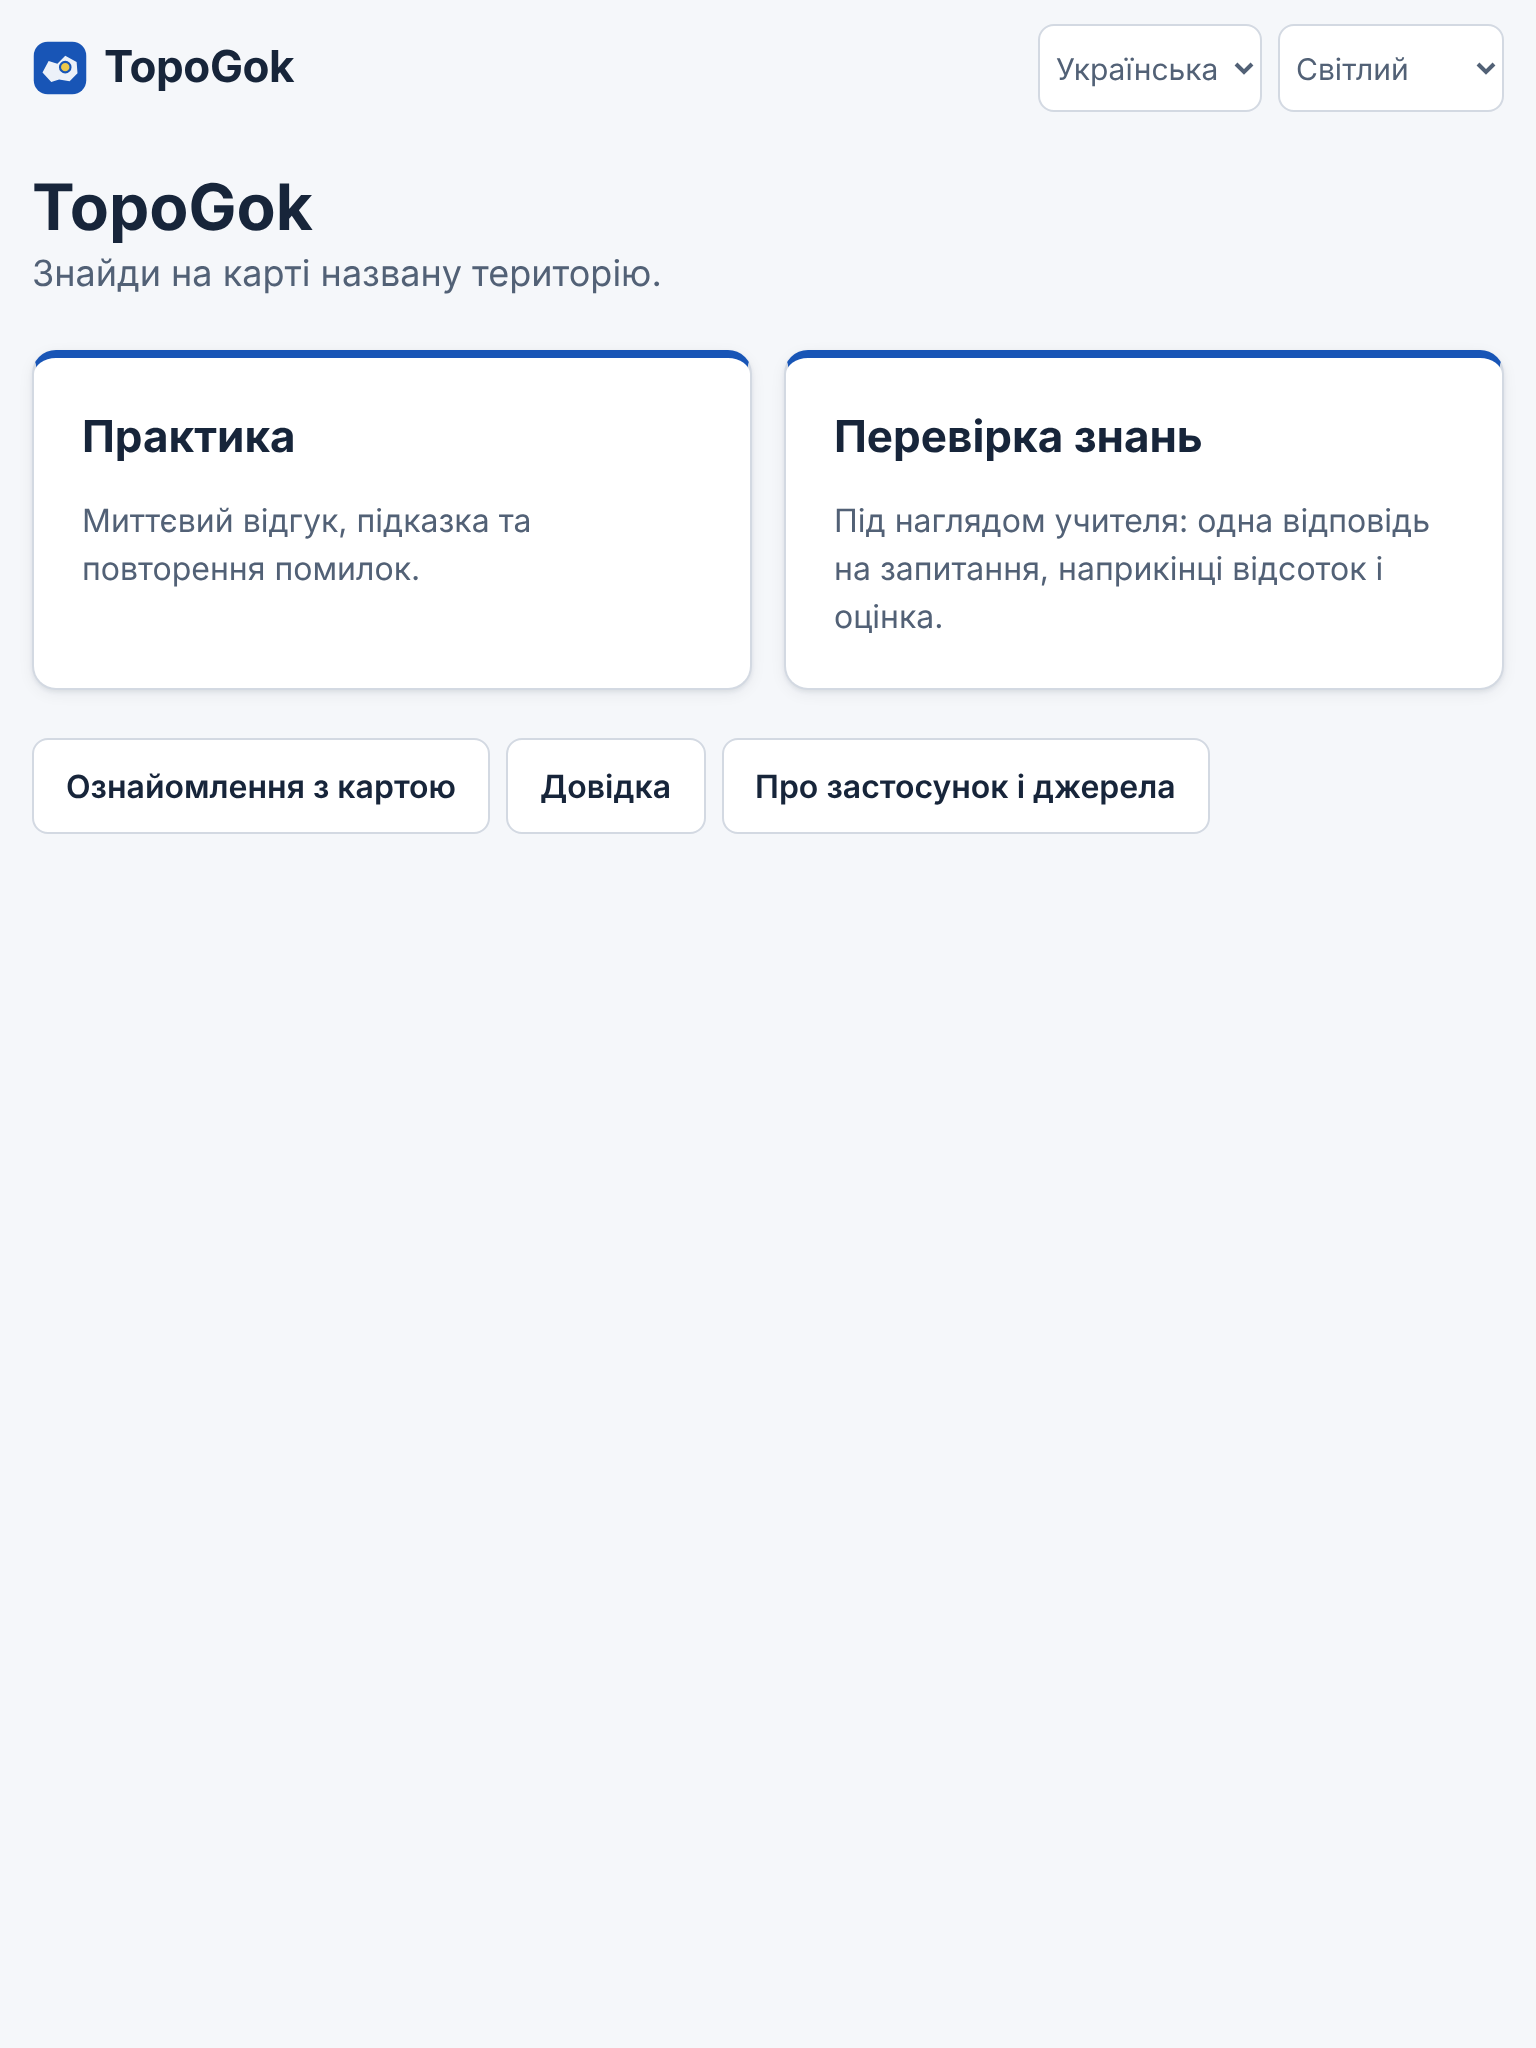 TopoGok
Українська
Світлий
TopoGok
Знайди на карті названу територію.
Практика
Миттєвий відгук, підказка та
повторення помилок.
Перевірка знань
Під наглядом учителя: одна відповідь
на запитання, наприкінці відсоток і
оцінка.
Ознайомлення з картою
Довідка
Про застосунок і джерела